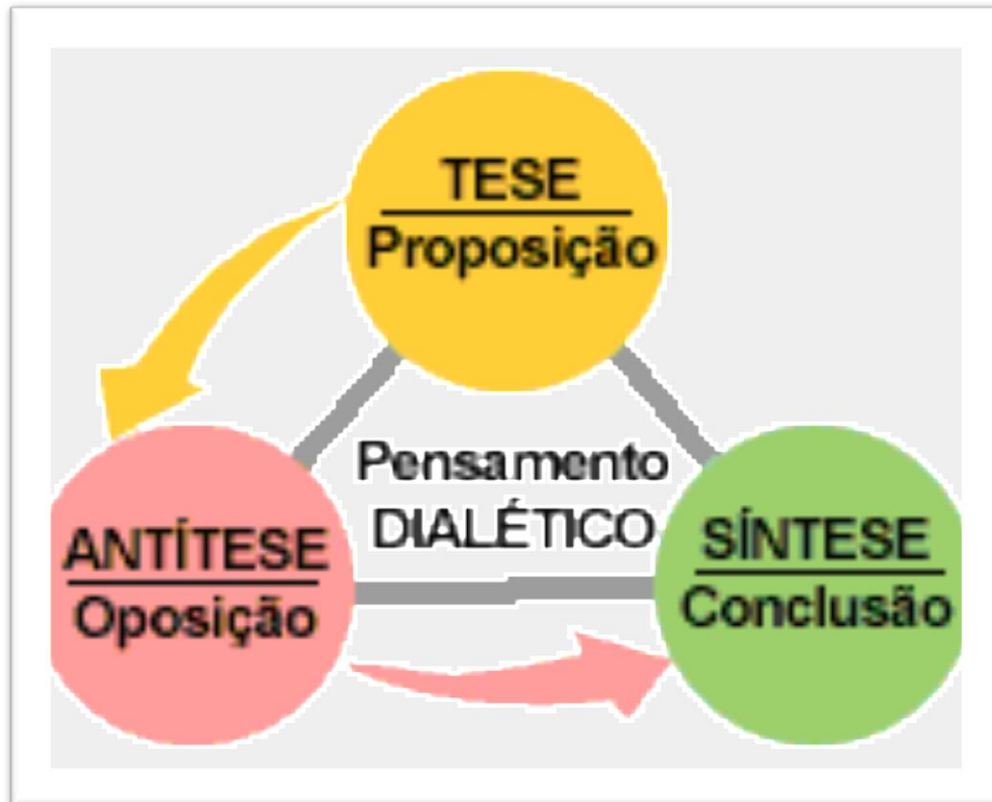 TESE
Proposição
Pensamento
DIALÉTICO
ANTÍTESE
Oposição
SÍNTESE
Conclusão